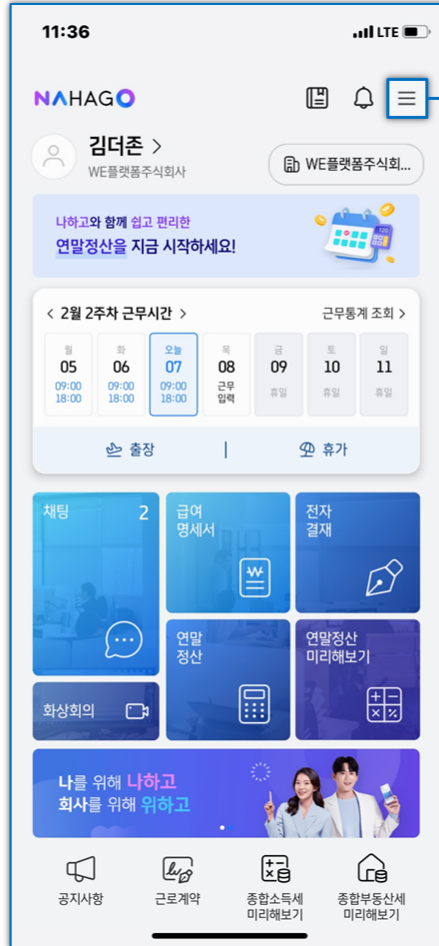 11:36
LTE
NAHAGO
김더존 >
WE플랫폼주식회사
WE플랫폼주식회...
나하고와 함께 쉽고 편리한
연말정산을 지금 시작하세요!
< 2월 2주차 근무시간 >
근무통계 조회 >
월 화 오늘 목 금 토 일
05 06 07 08 09 10 11
09:00 09:00 09:00 근무 휴일 휴일 휴일
18:00 18:00 18:00 입력
출장 | 휴가
채팅 2
급여
명세서
전자
결재
연말
정산
연말정산
미리해보기
화상회의
나를 위해 나하고
회사를 위해 위하고
공지사항
근로계약
종합소득세
미리해보기
종합부동산세
미리해보기